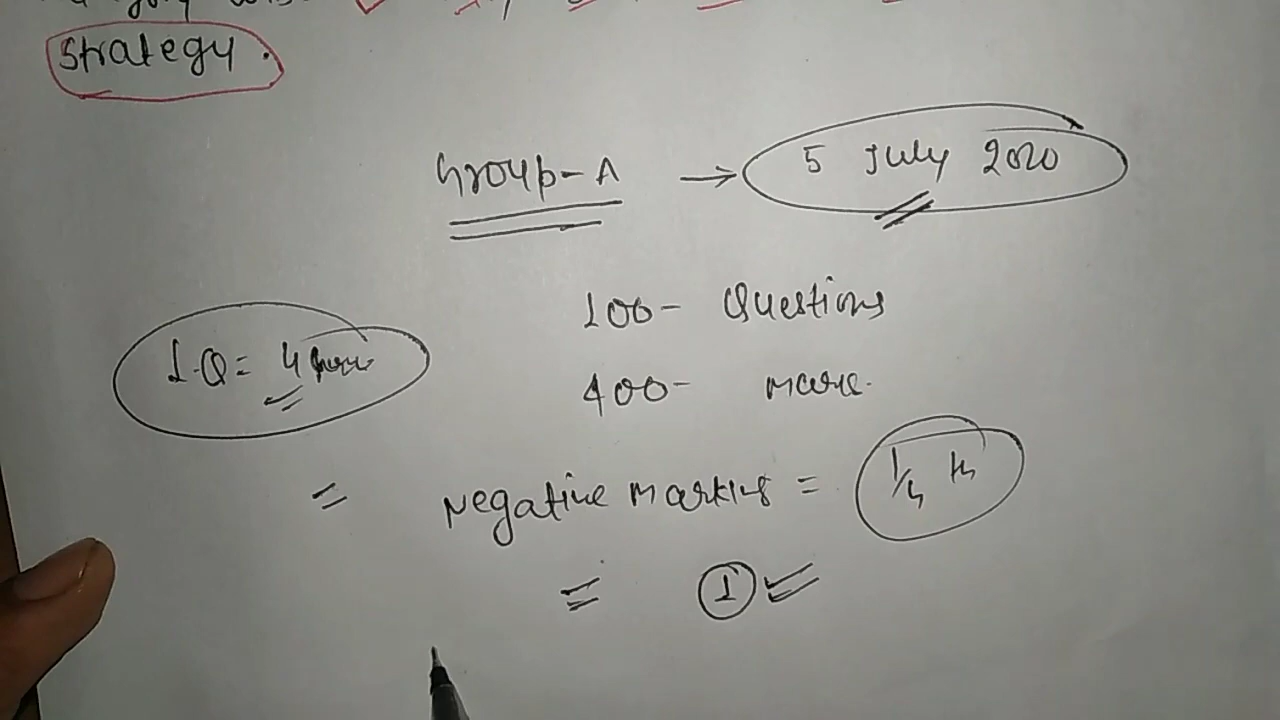 Strategy.
Group-A → 5 July 2020
100- Questions
1.Q= 4
400- mark.
= Negative marking = 1/4 th
= 1